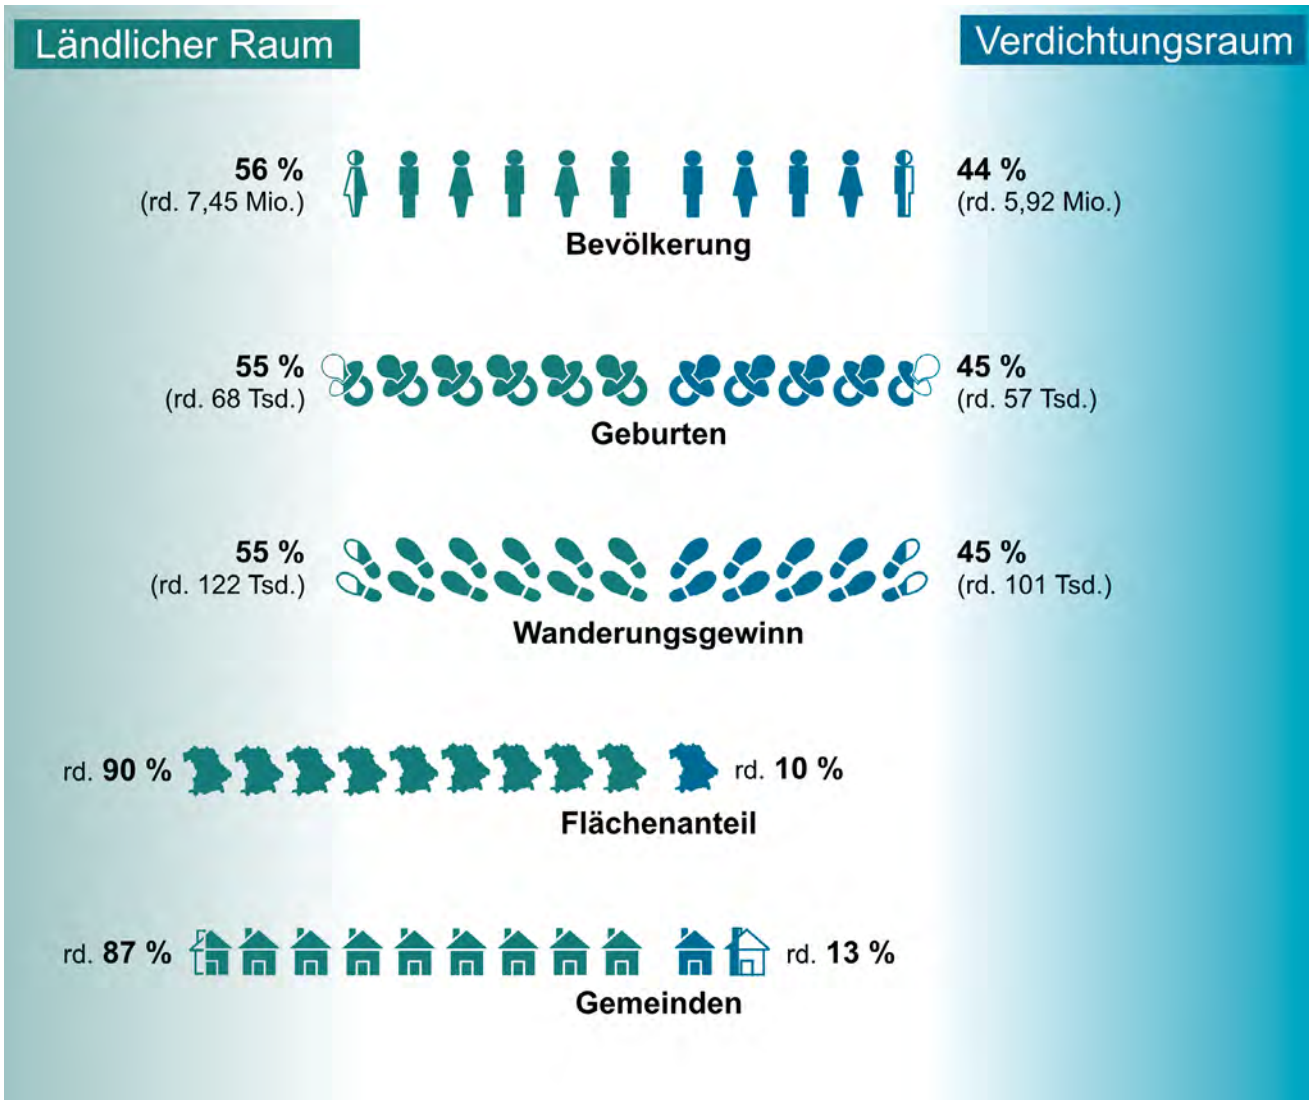 Ländlicher Raum
Verdichtungsraum
56 %
(rd. 7,45 Mio.)
44 %
(rd. 5,92 Mio.)
Bevölkerung
55 %
(rd. 68 Tsd.)
45 %
(rd. 57 Tsd.)
Geburten
55 %
(rd. 122 Tsd.)
45 %
(rd. 101 Tsd.)
Wanderungsgewinn
rd. 90 %
rd. 10 %
Flächenanteil
rd. 87 %
rd. 13 %
Gemeinden